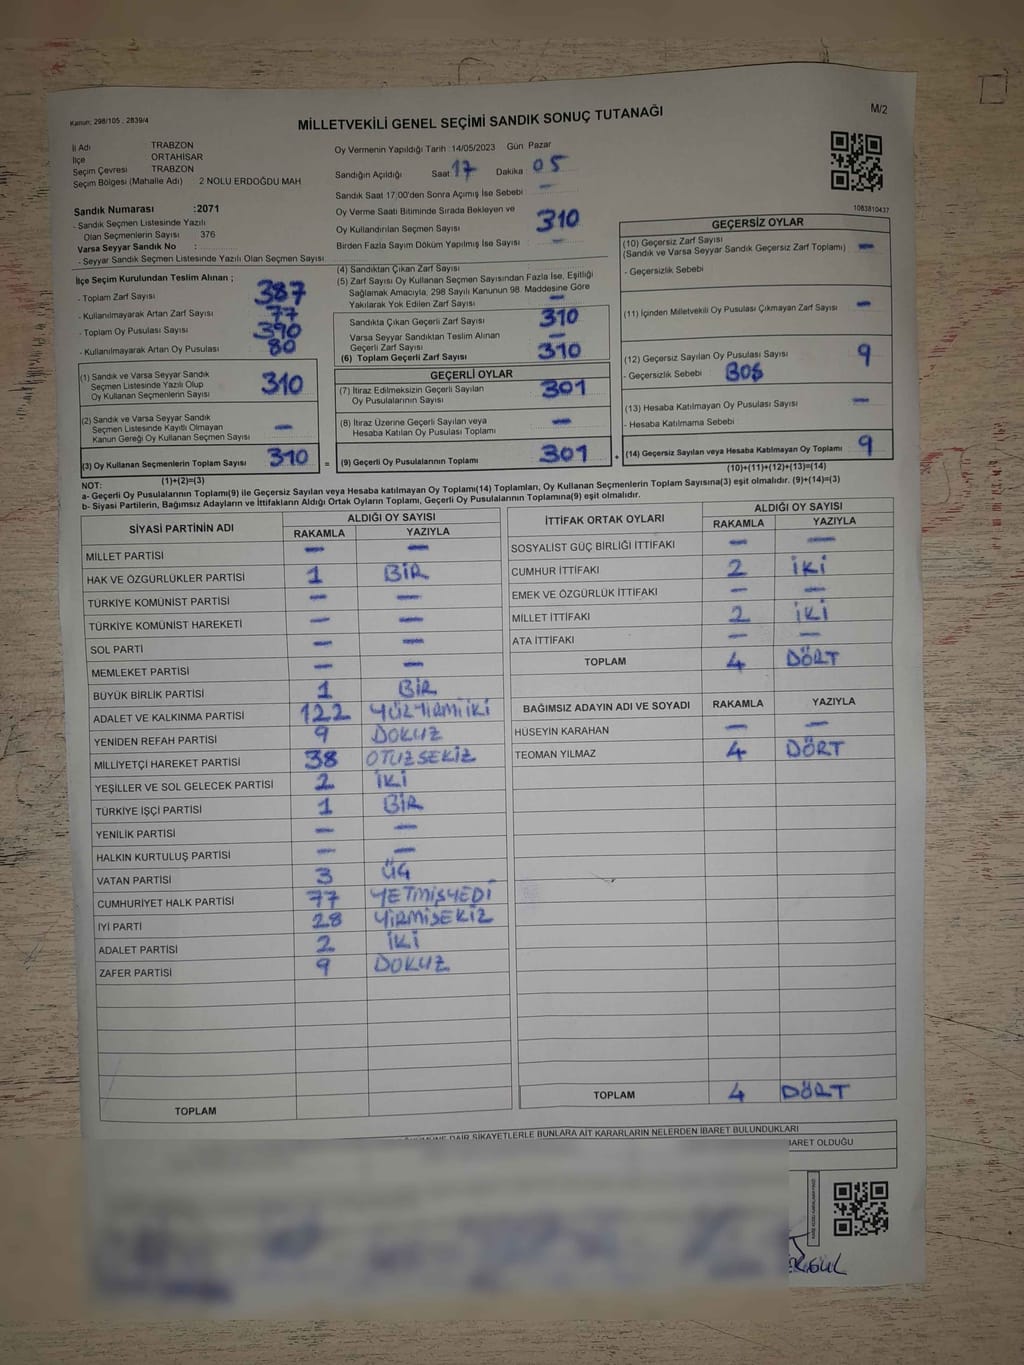 Kanun; 298/105 ; 2839/4
M/2
MİLLETVEKİLİ GENEL SEÇİMİ SANDIK SONUÇ TUTANAĞI
İl Adı TRABZON
İlçe ORTAHİSAR
Seçim Çevresi TRABZON
Seçim Bölgesi (Mahalle Adı) : 2 NOLU ERDOĞDU MAH
Sandık Numarası :2071
- Sandık Seçmen Listesinde Yazılı
Olan Seçmenlerin Sayısı 376
Varsa Seyyar Sandık No :
- Seyyar Sandık Seçmen Listesinde Yazılı Olan Seçmen Sayısı
Oy Vermenin Yapıldığı Tarih :14/05/2023 Gün Pazar
Sandığın Açıldığı Saat 17 Dakika 05
Sandık Saat 17:00'den Sonra Açımış İse Sebebi —
Oy Verme Saati Bitiminde Sırada Bekleyen ve
Oy Kullandırılan Seçmen Sayısı 310
Birden Fazla Sayım Döküm Yapılmış İse Sayısı —
1083810437
İlçe Seçim Kurulundan Teslim Alınan ;
- Toplam Zarf Sayısı 387
- Kullanılmayarak Artan Zarf Sayısı 77
- Toplam Oy Pusulası Sayısı 390
- Kullanılmayarak Artan Oy Pusulası 80
(1) Sandık ve Varsa Seyyar Sandık
Seçmen Listesinde Yazılı Olup
Oy Kullanan Seçmenlerin Sayısı 310
(2) Sandık ve Varsa Seyyar Sandık
Seçmen Listesinde Kayıtlı Olmayan
Kanun Gereği Oy Kullanan Seçmen Sayısı —
(3) Oy Kullanan Seçmenlerin Toplam Sayısı 310 =
(1)+(2)=(3)
(4) Sandıktan Çıkan Zarf Sayısı
(5) Zarf Sayısı Oy Kullanan Seçmen Sayısından Fazla İse, Eşitliği
Sağlamak Amacıyla, 298 Sayılı Kanunun 98. Maddesine Göre
Yakılarak Yok Edilen Zarf Sayısı —
Sandıkta Çıkan Geçerli Zarf Sayısı 310
Varsa Seyyar Sandıktan Teslim Alınan
Geçerli Zarf Sayısı —
(6) Toplam Geçerli Zarf Sayısı 310
GEÇERLİ OYLAR
(7) İtiraz Edilmeksizin Geçerli Sayılan
Oy Pusulalarının Sayısı 301
(8) İtiraz Üzerine Geçerli Sayılan veya
Hesaba Katılan Oy Pusulası Toplamı —
(9) Geçerli Oy Pusulalarının Toplamı 301 +
GEÇERSİZ OYLAR
(10) Geçersiz Zarf Sayısı
(Sandık ve Varsa Seyyar Sandık Geçersiz Zarf Toplamı) —
- Geçersizlik Sebebi
(11) İçinden Milletvekili Oy Pusulası Çıkmayan Zarf Sayısı —
(12) Geçersiz Sayılan Oy Pusulası Sayısı 9
- Geçersizlik Sebebi BOŞ
(13) Hesaba Katılmayan Oy Pusulası Sayısı —
- Hesaba Katılmama Sebebi
(14) Geçersiz Sayılan veya Hesaba Katılmayan Oy Toplamı 9
(10)+(11)+(12)+(13)=(14)
NOT:
a- Geçerli Oy Pusulalarının Toplamı(9) ile Geçersiz Sayılan veya Hesaba katılmayan Oy Toplamı(14) Toplamları, Oy Kullanan Seçmenlerin Toplam Sayısına(3) eşit olmalıdır. (9)+(14)=(3)
b- Siyasi Partilerin, Bağımsız Adayların ve İttifakların Aldığı Ortak Oyların Toplamı, Geçerli Oy Pusulalarının Toplamına(9) eşit olmalıdır.
SİYASİ PARTİNİN ADI ALDIĞI OY SAYISI
RAKAMLA YAZIYLA
MİLLET PARTİSİ — —
HAK VE ÖZGÜRLÜKLER PARTİSİ 1 BİR
TÜRKİYE KOMÜNİST PARTİSİ — —
TÜRKİYE KOMÜNİST HAREKETİ — —
SOL PARTİ — —
MEMLEKET PARTİSİ — —
BÜYÜK BİRLİK PARTİSİ 1 BİR
ADALET VE KALKINMA PARTİSİ 122 YÜZYİRMİİKİ
YENİDEN REFAH PARTİSİ 9 DOKUZ
MİLLİYETÇİ HAREKET PARTİSİ 38 OTUZSEKİZ
YEŞİLLER VE SOL GELECEK PARTİSİ 2 İKİ
TÜRKİYE İŞÇİ PARTİSİ 1 BİR
YENİLİK PARTİSİ — —
HALKIN KURTULUŞ PARTİSİ — —
VATAN PARTİSİ 3 ÜÇ
CUMHURİYET HALK PARTİSİ 77 YETMİŞYEDİ
İYİ PARTİ 28 YİRMİSEKİZ
ADALET PARTİSİ 2 İKİ
ZAFER PARTİSİ 9 DOKUZ
TOPLAM
İTTİFAK ORTAK OYLARI ALDIĞI OY SAYISI
RAKAMLA YAZIYLA
SOSYALİST GÜÇ BİRLİĞİ İTTİFAKI — —
CUMHUR İTTİFAKI 2 İKİ
EMEK VE ÖZGÜRLÜK İTTİFAKI — —
MİLLET İTTİFAKI 2 İKİ
ATA İTTİFAKI — —
TOPLAM 4 DÖRT
BAĞIMSIZ ADAYIN ADI VE SOYADI RAKAMLA YAZIYLA
HÜSEYİN KARAHAN — —
TEOMAN YILMAZ 4 DÖRT
TOPLAM 4 DÖRT
DAİR ŞİKAYETLERLE BUNLARA AİT KARARLARIN NELERDEN İBARET BULUNDUKLARI
İBARET OLDUĞU